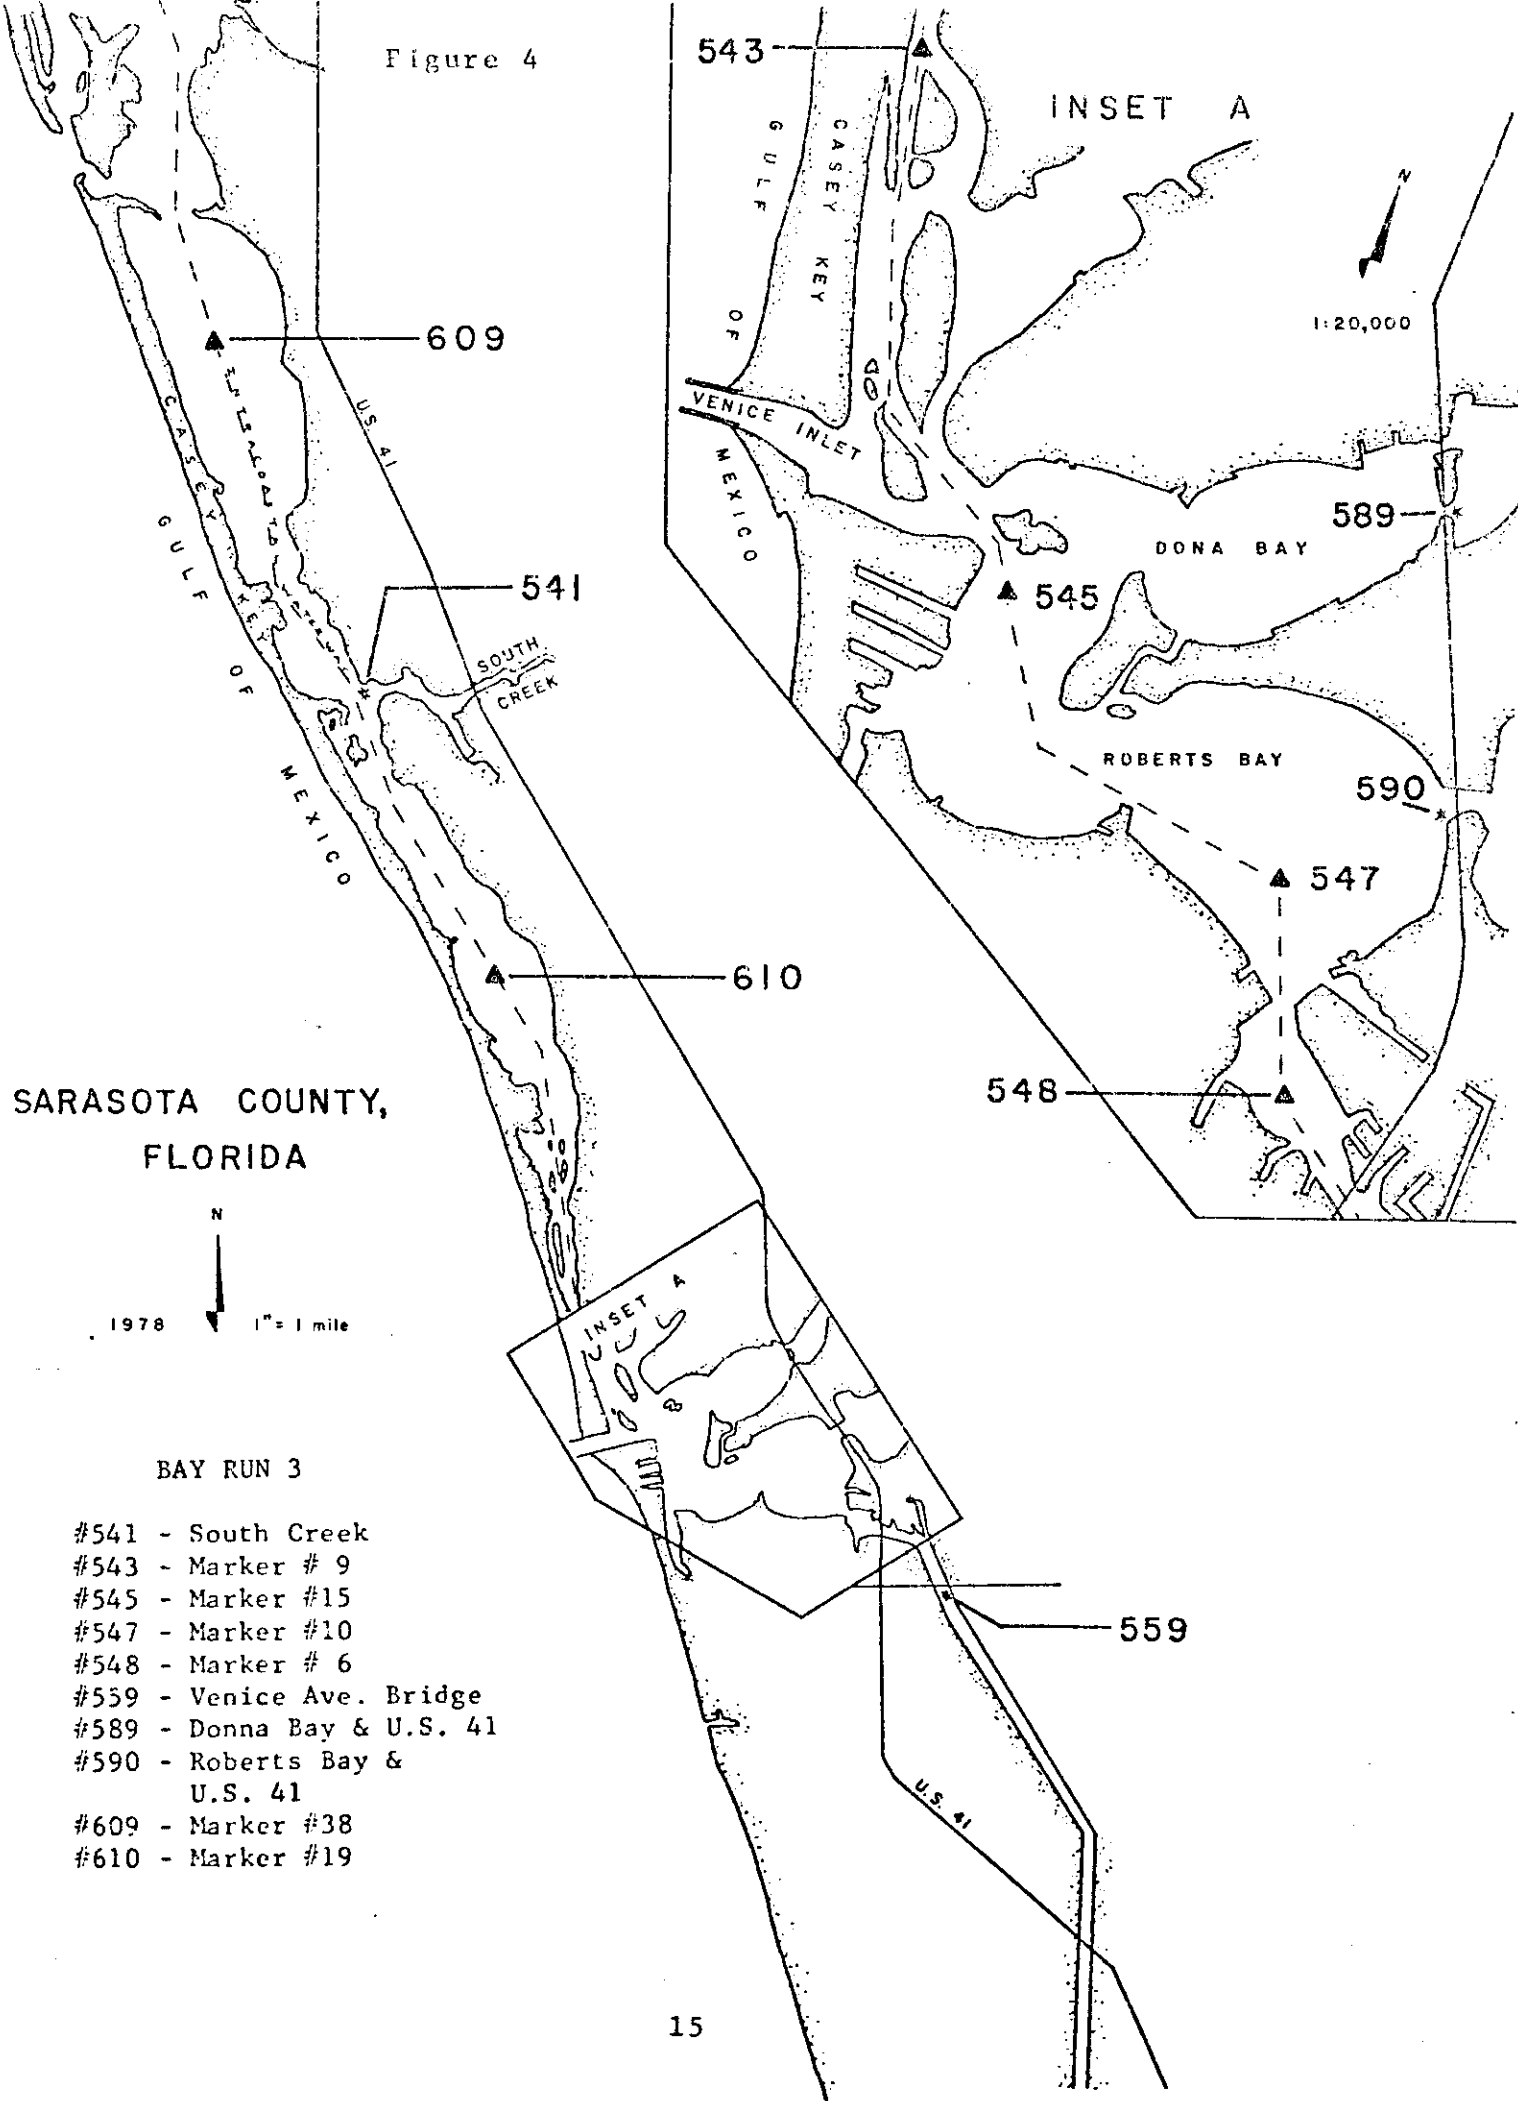 Figure 4
543
INSET A
GULF
OF
MEXICO
CASEY
KEY
N
1:20,000
VENICE INLET
589
DONA BAY
545
ROBERTS BAY
590
547
548
609
U.S. 41
CASEY
KEY
GULF
OF
MEXICO
541
SOUTH
CREEK
610
SARASOTA COUNTY,
FLORIDA
N
1978 1"= 1 mile
INSET A
559
U.S. 41
BAY RUN 3
#541 - South Creek
#543 - Marker # 9
#545 - Marker #15
#547 - Marker #10
#548 - Marker # 6
#559 - Venice Ave. Bridge
#589 - Donna Bay & U.S. 41
#590 - Roberts Bay &
U.S. 41
#609 - Marker #38
#610 - Marker #19
15